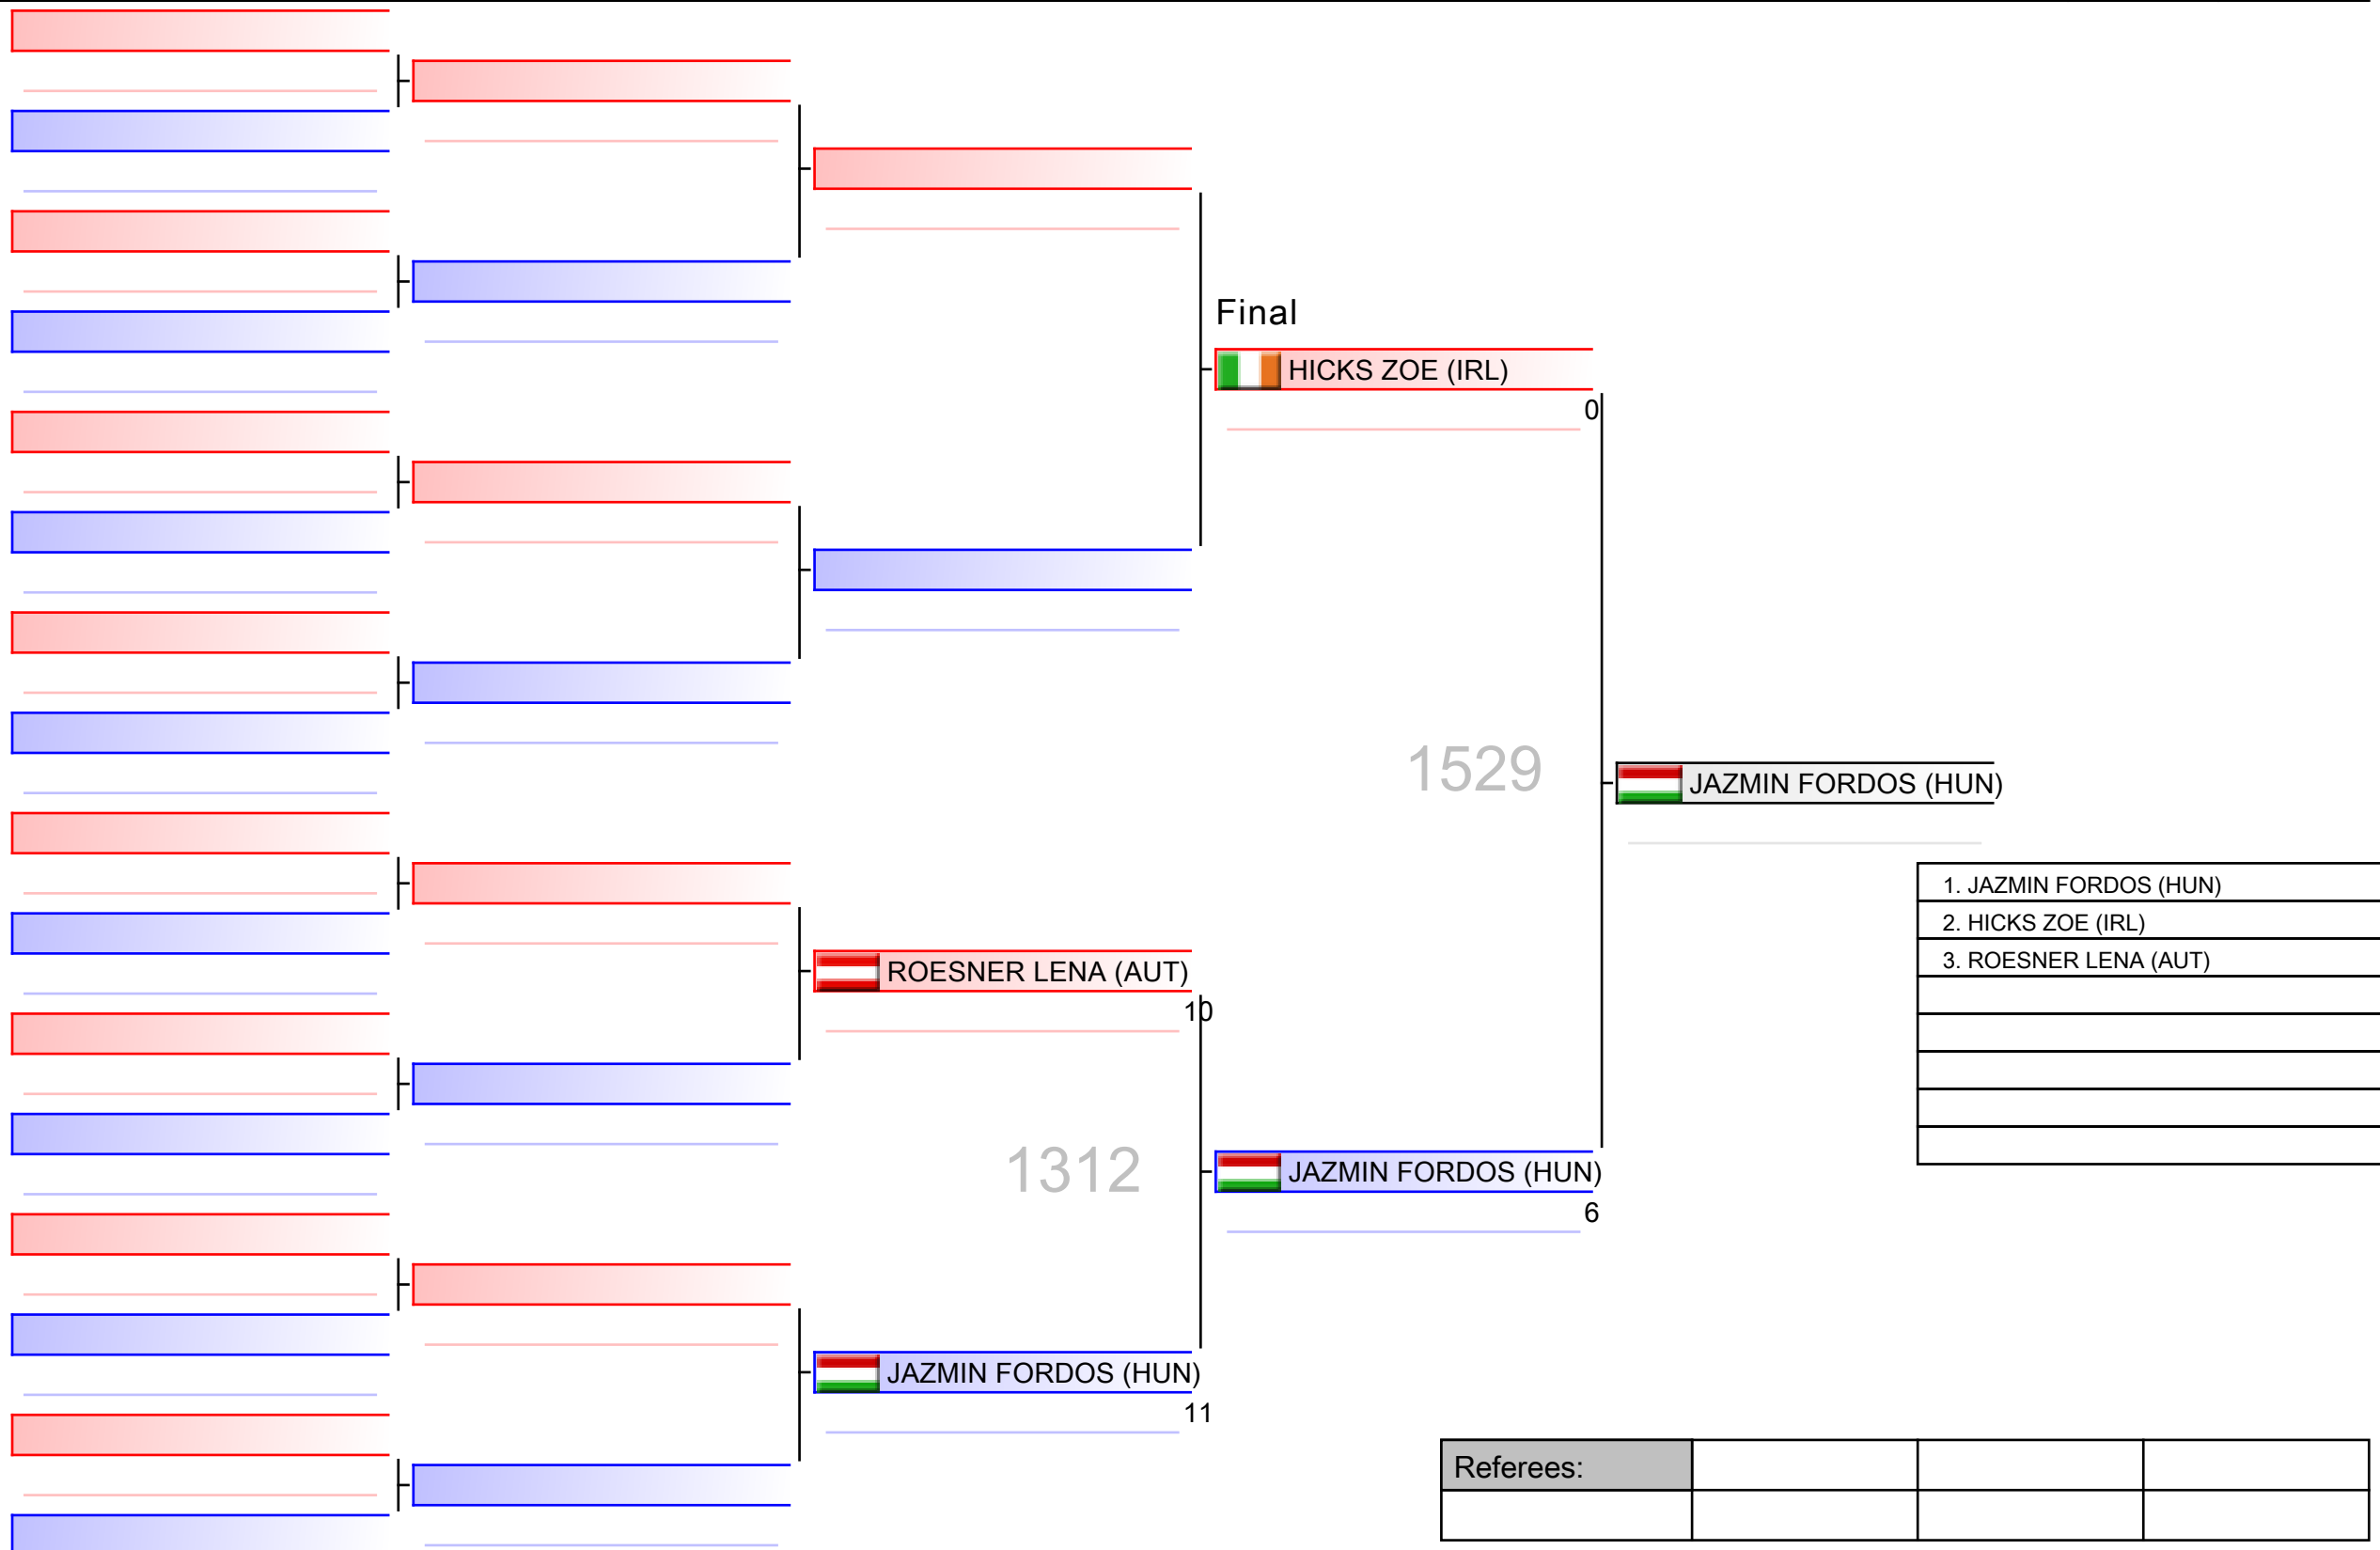 Final
HICKS ZOE (IRL)
0
1529
JAZMIN FORDOS (HUN)
1. JAZMIN FORDOS (HUN)
2. HICKS ZOE (IRL)
3. ROESNER LENA (AUT)
ROESNER LENA (AUT)
10
1312
JAZMIN FORDOS (HUN)
6
JAZMIN FORDOS (HUN)
11
Referees: